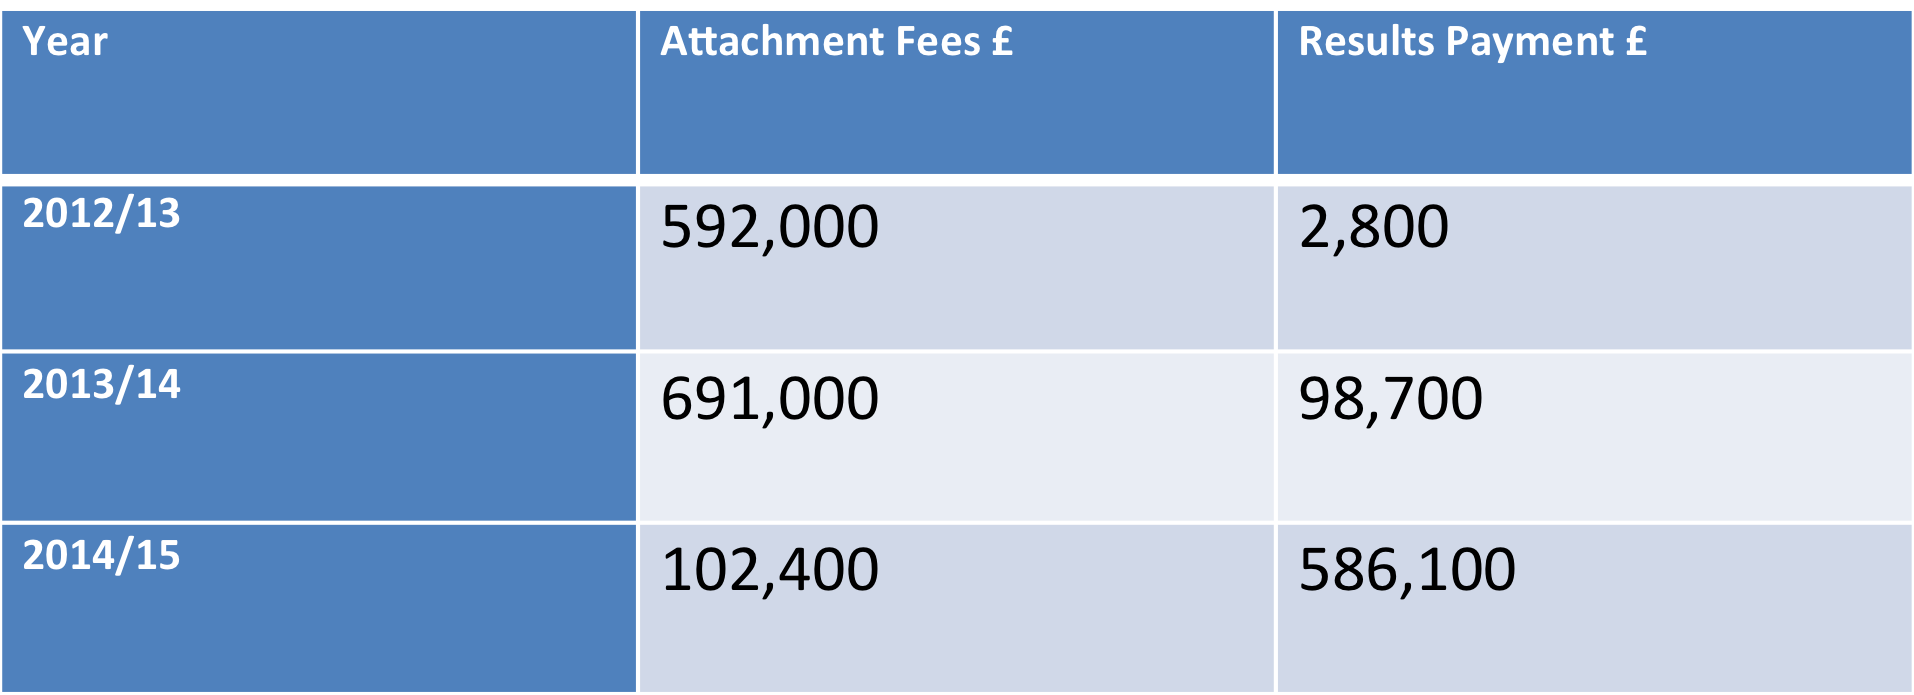 Year Attachment Fees £ Results Payment £
2012/13 592,000 2,800
2013/14 691,000 98,700
2014/15 102,400 586,100